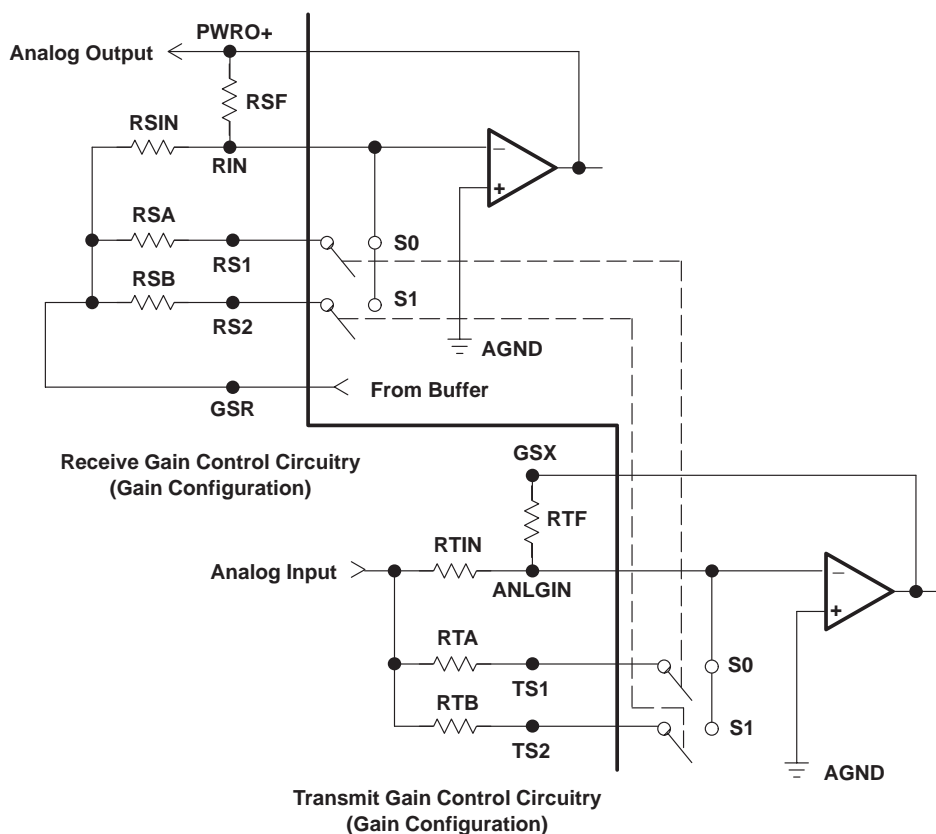 PWRO+
Analog Output
RSF
RSIN
RIN
−
+
RSA
RS1
S0
RSB
RS2
S1
AGND
From Buffer
GSR
Receive Gain Control Circuitry
(Gain Configuration)
GSX
RTF
RTIN
Analog Input
ANLGIN
−
+
RTA
TS1
S0
RTB
TS2
S1
AGND
Transmit Gain Control Circuitry
(Gain Configuration)